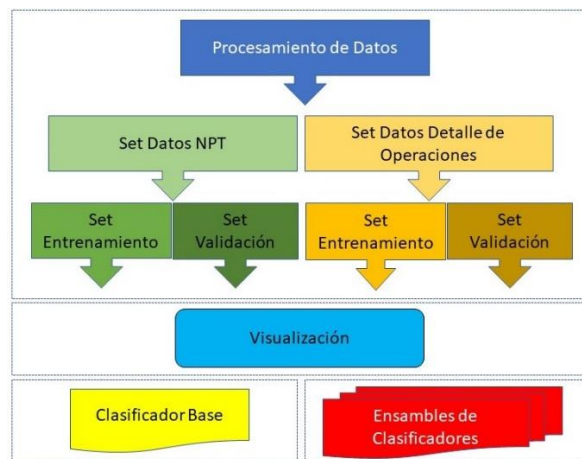 Procesamiento de Datos
Set Datos NPT
Set Datos Detalle de
Operaciones
Set
Entrenamiento
Set
Validación
Set
Entrenamiento
Set
Validación
Visualización
Clasificador Base
Ensambles de
Clasificadores